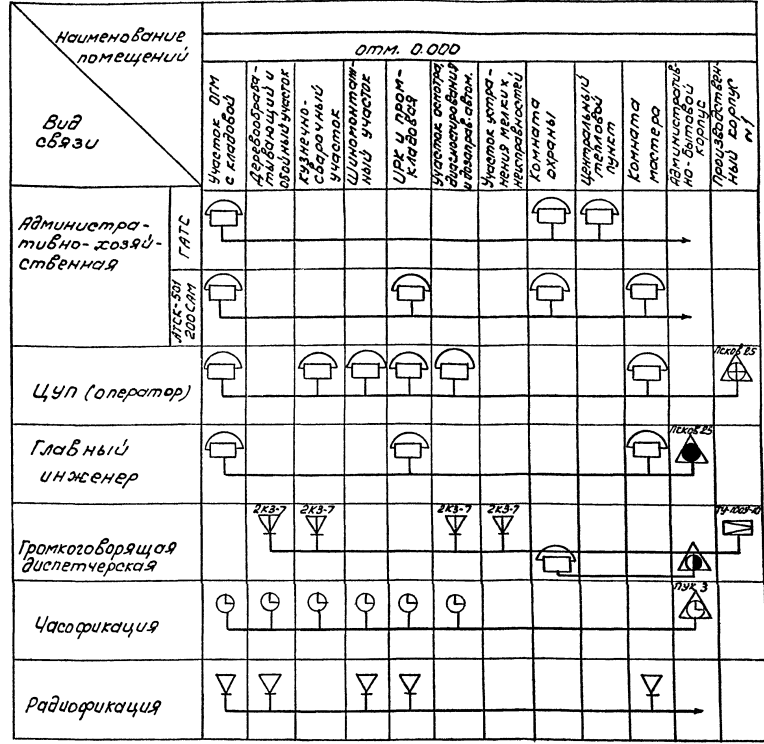 Наименование
помещений
Вид
связи
отм. 0.000
Участок ОГМ
с кладовой
Деревообраба-
тывающий и
обойный участок
Кузнечно-
сварочный
участок
Шиномонтаж-
ный участок
ЦРК и пром-
кладовая
Участок осмотра,
диагностирования
и дозаправ. автом.
Участок устра-
нения мелких
неисправностей
Комната
охраны
Центральный
тепловой
пункт
Комната
мастера
Административ-
но-бытовой
корпус
Производствен-
ный корпус
№1
Администра-
тивно-хозяй-
ственная
ГАТС
АТСК-50/
200САМ
ЦУП (оператор)
Псков 25
Главный
инженер
Псков 25
Громкоговорящая
диспетчерская
2КЗ-7
2КЗ-7
2КЗ-7
2КЗ-7
Часофикация
ПУК 3
Радиофикация